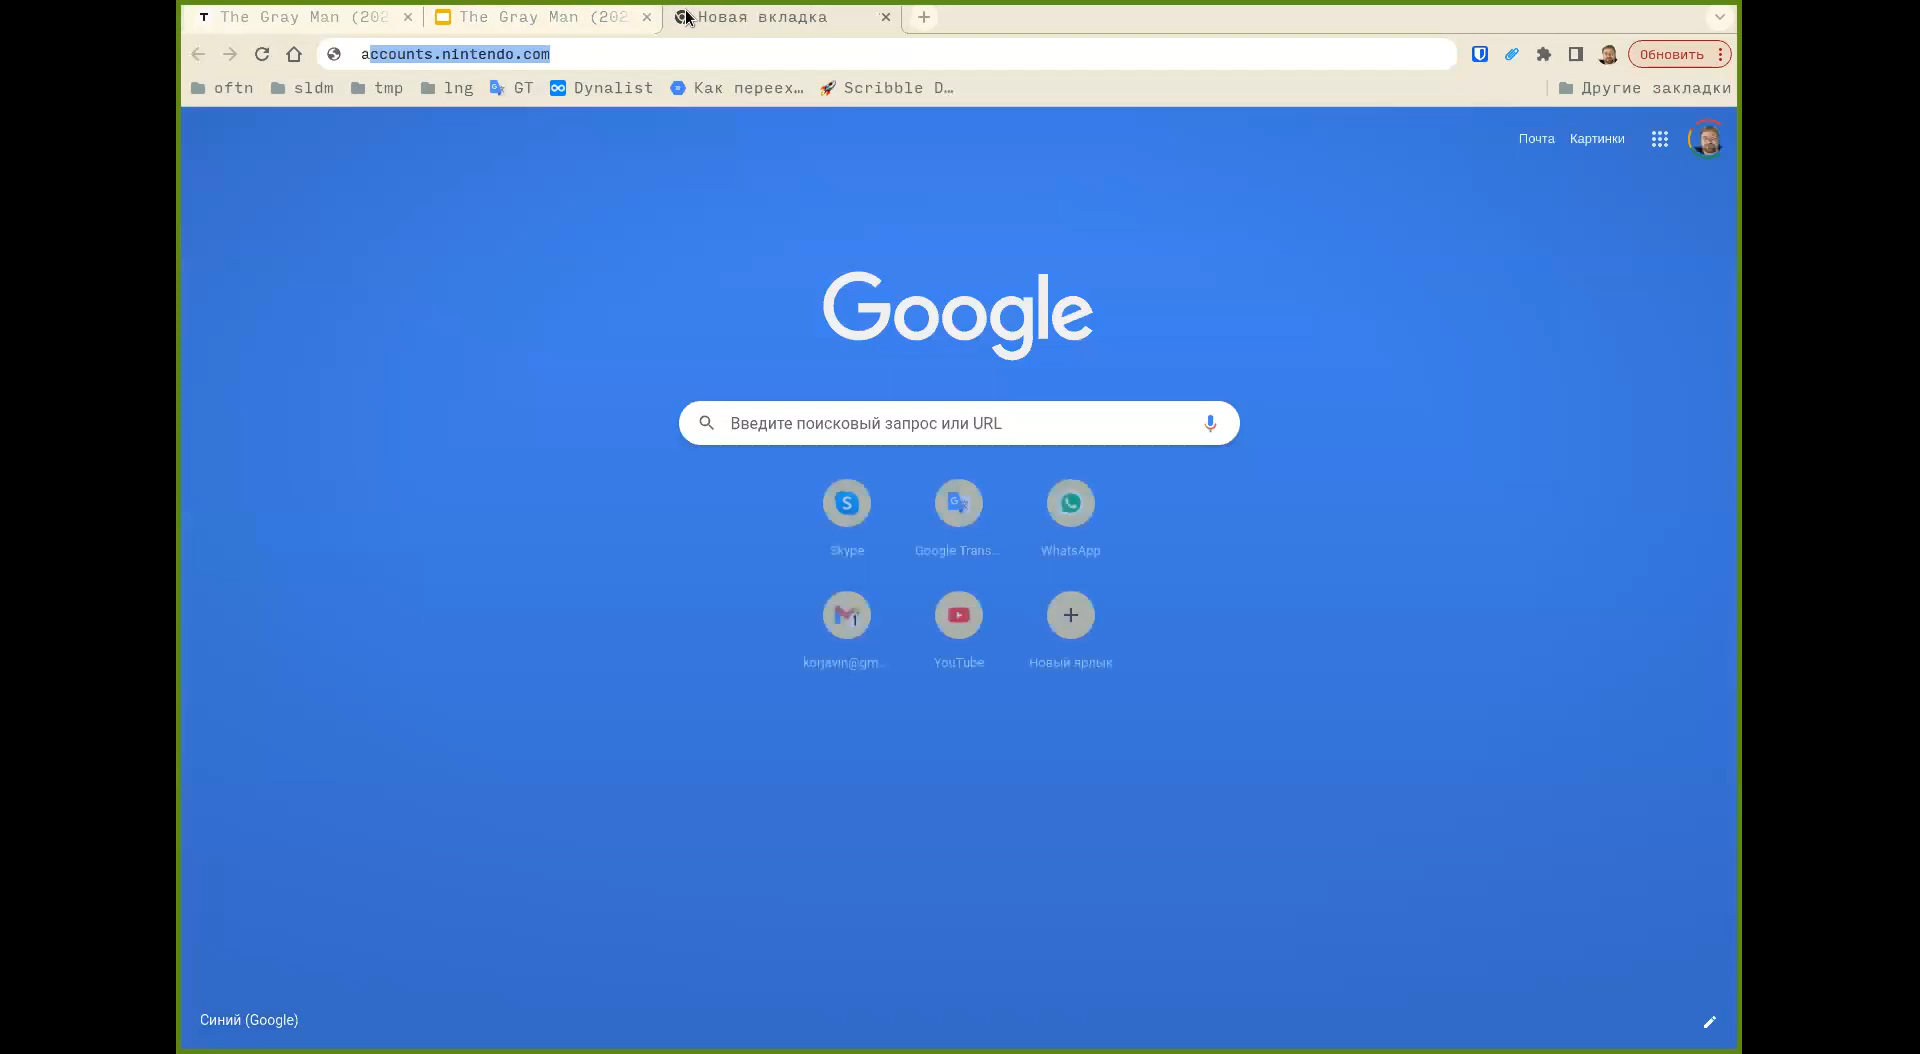 The Gray Man (202
The Gray Man (202
Новая вкладка
accounts.nintendo.com
Обновить
oftn
sldm
tmp
lng
GT
Dynalist
Как переех…
Scribble D…
Другие закладки
Почта
Картинки
Google
Введите поисковый запрос или URL
Skype
Google Trans...
WhatsApp
korjavin@gm...
YouTube
Новый ярлык
Синий (Google)